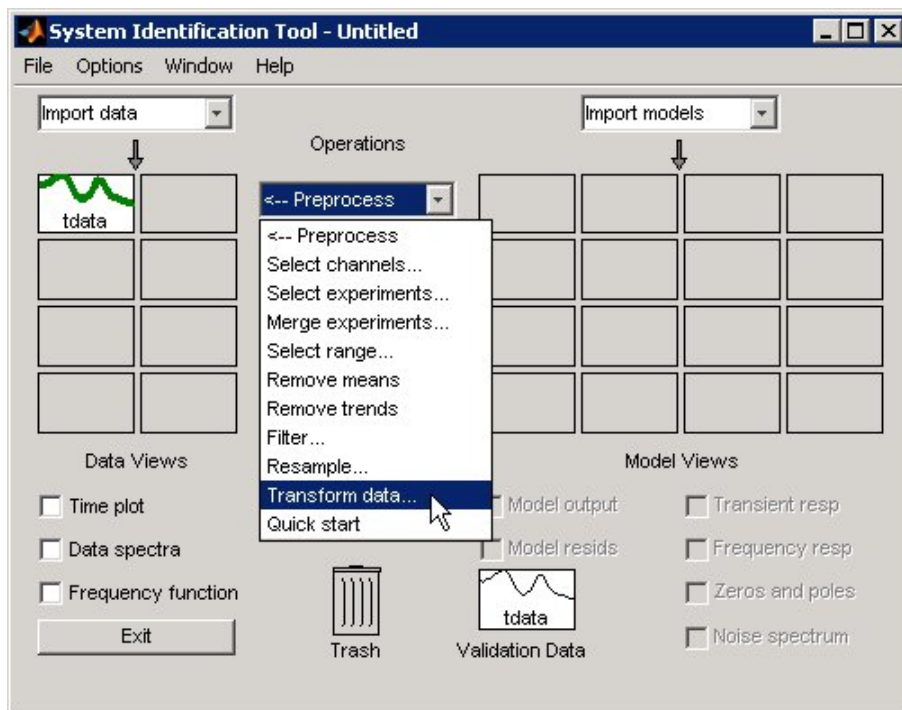 System Identification Tool - Untitled
File Options Window Help
Import data
Import models
Operations
tdata
<-- Preprocess
<-- Preprocess
Select channels...
Select experiments...
Merge experiments...
Select range...
Remove means
Remove trends
Filter...
Resample...
Transform data...
Quick start
Data Views
Model Views
Time plot
Model output
Transient resp
Data spectra
Model resids
Frequency resp
Frequency function
Zeros and poles
tdata
Exit
Noise spectrum
Trash
Validation Data